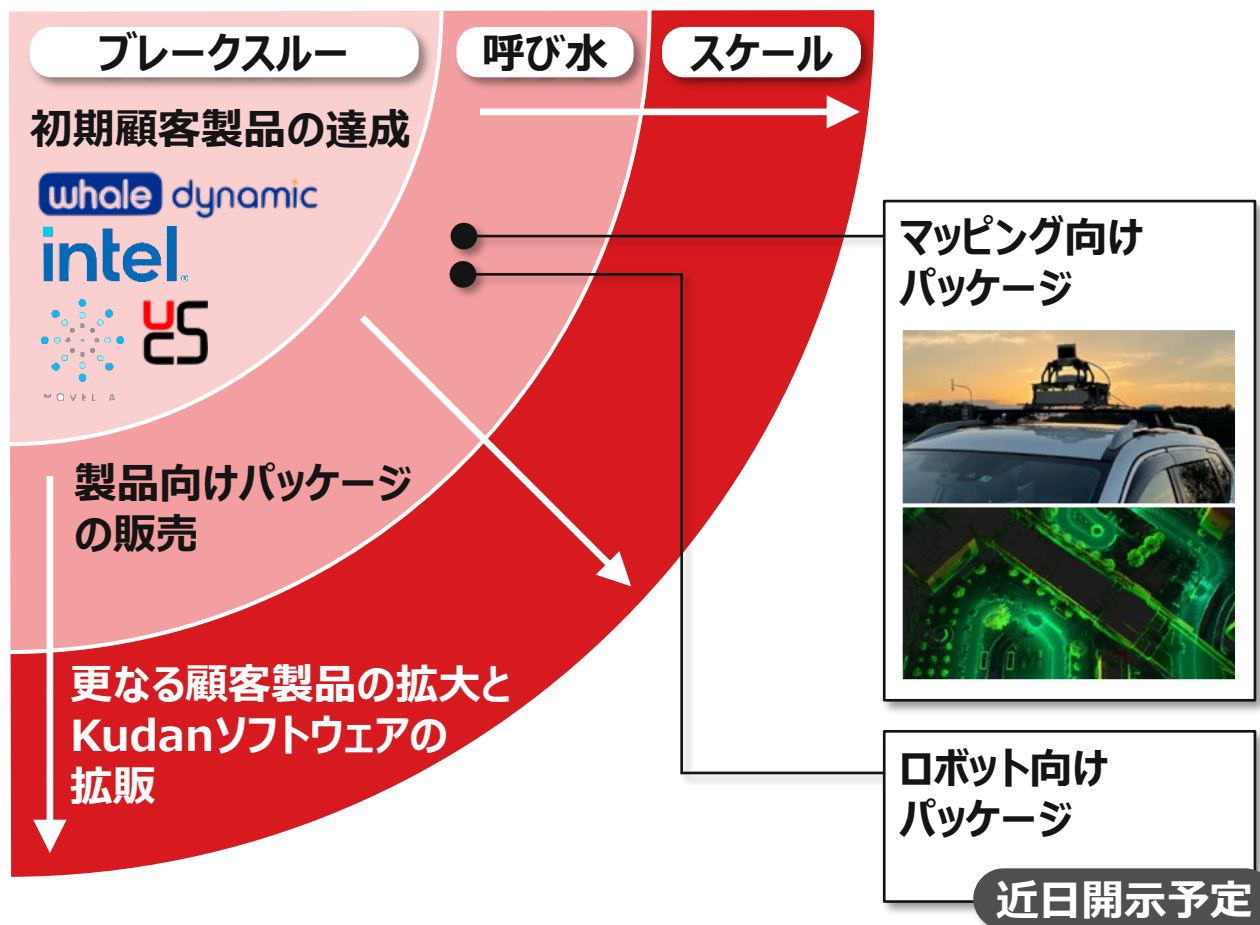 ブレークスルー
呼び水
スケール
初期顧客製品の達成
whale dynamic
intel
MOVEL A
UCS
製品向けパッケージ
の販売
更なる顧客製品の拡大と
Kudanソフトウェアの
拡販
マッピング向け
パッケージ
ロボット向け
パッケージ
近日開示予定